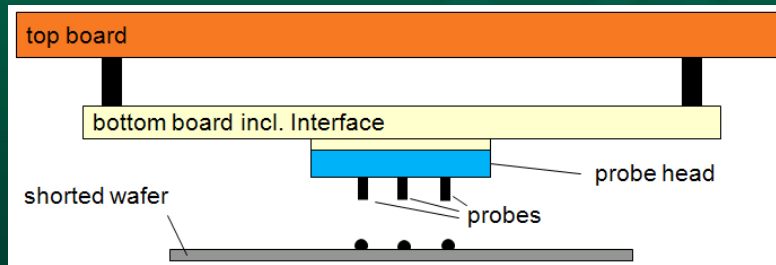 top board
bottom board incl. Interface
probe head
shorted wafer
probes